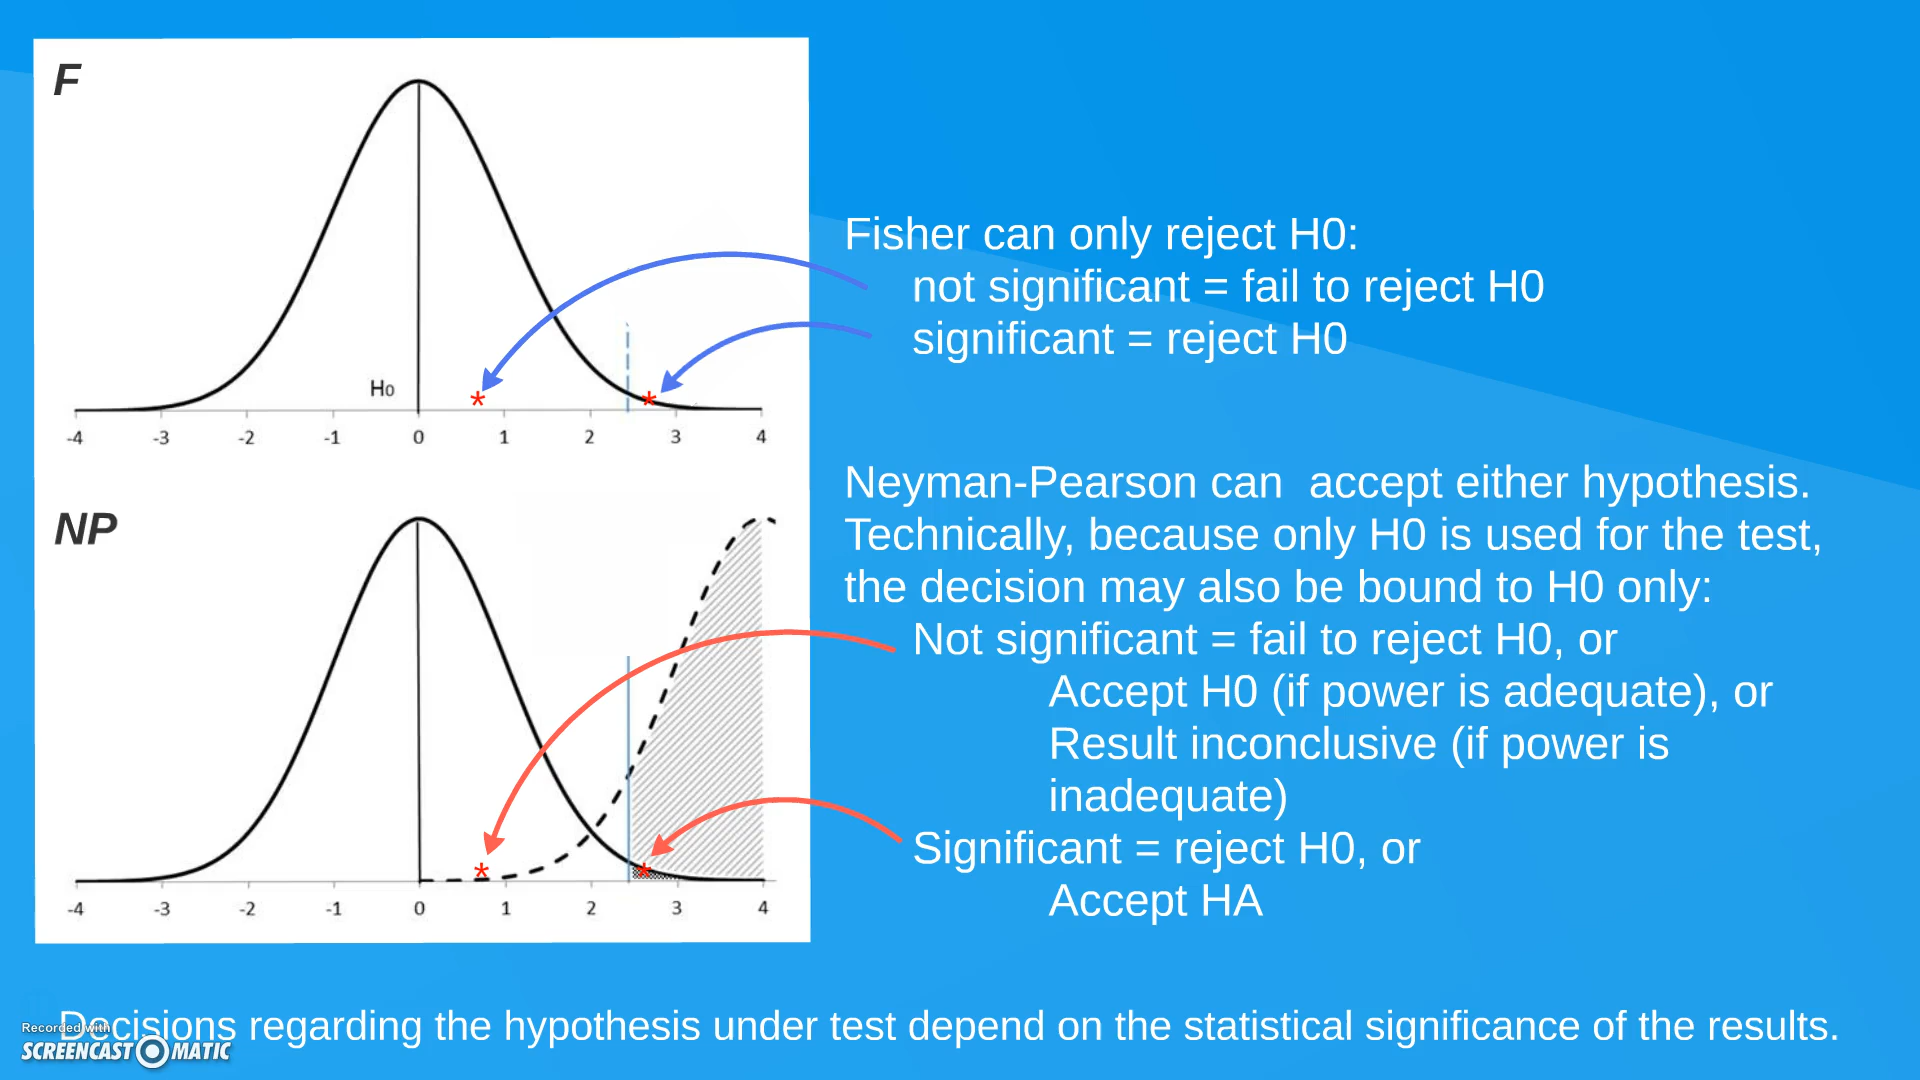 F
H0
-4 -3 -2 -1 0 1 2 3 4
* *
Fisher can only reject H0:
not significant = fail to reject H0
significant = reject H0
NP
-4 -3 -2 -1 0 1 2 3 4
* *
Neyman-Pearson can  accept either hypothesis.
Technically, because only H0 is used for the test,
the decision may also be bound to H0 only:
Not significant = fail to reject H0, or
Accept H0 (if power is adequate), or
Result inconclusive (if power is
inadequate)
Significant = reject H0, or
Accept HA
Decisions regarding the hypothesis under test depend on the statistical significance of the results.
Recorded with
SCREENCAST MATIC